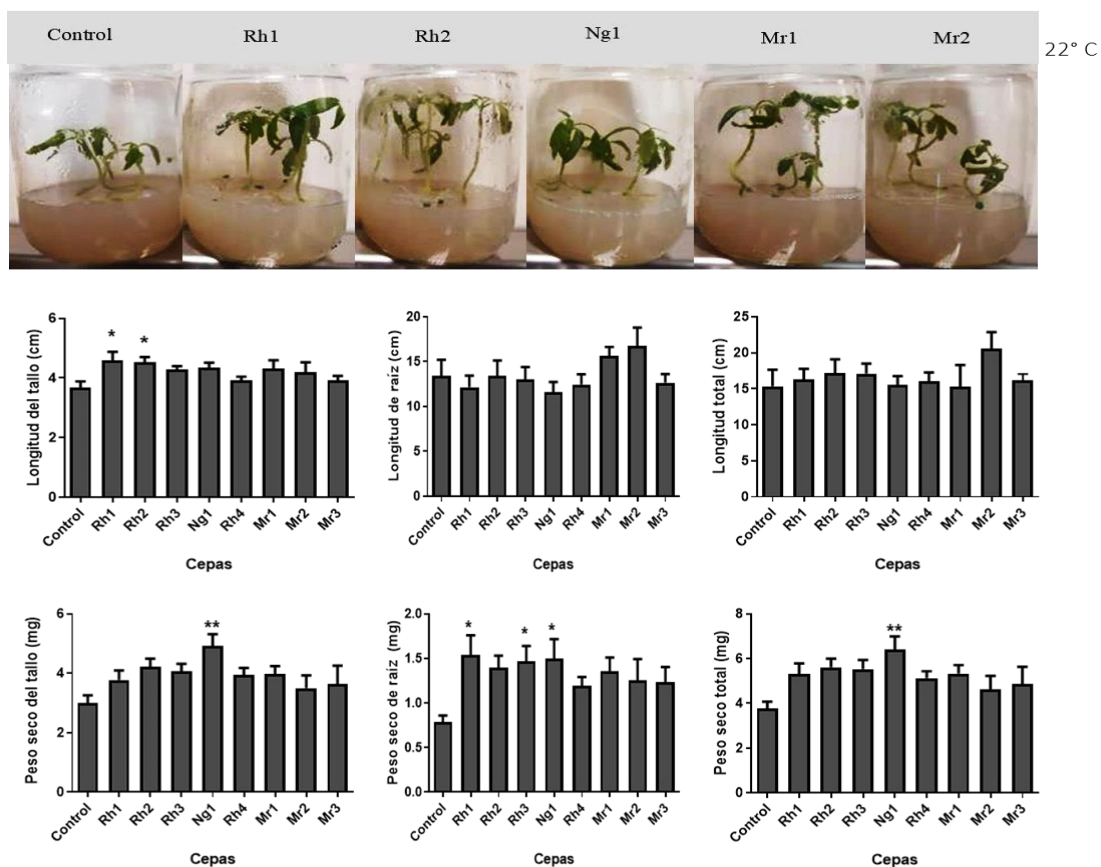 Control Rh1 Rh2 Ng1 Mr1 Mr2
22° C
Longitud del tallo (cm)
6
4
2
0
* *
Control Rh1 Rh2 Rh3 Ng1 Rh4 Mr1 Mr2 Mr3
Cepas
Longitud de raíz (cm)
20
15
10
5
0
Control Rh1 Rh2 Rh3 Ng1 Rh4 Mr1 Mr2 Mr3
Cepas
Longitud total (cm)
25
20
15
10
5
0
Control Rh1 Rh2 Rh3 Ng1 Rh4 Mr1 Mr2 Mr3
Cepas
Peso seco del tallo (mg)
6
4
2
0
**
Control Rh1 Rh2 Rh3 Ng1 Rh4 Mr1 Mr2 Mr3
Cepas
Peso seco de raíz (mg)
2.0
1.5
1.0
0.5
0.0
* * *
Control Rh1 Rh2 Rh3 Ng1 Rh4 Mr1 Mr2 Mr3
Cepas
Peso seco total (mg)
8
6
4
2
0
**
Control Rh1 Rh2 Rh3 Ng1 Rh4 Mr1 Mr2 Mr3
Cepas